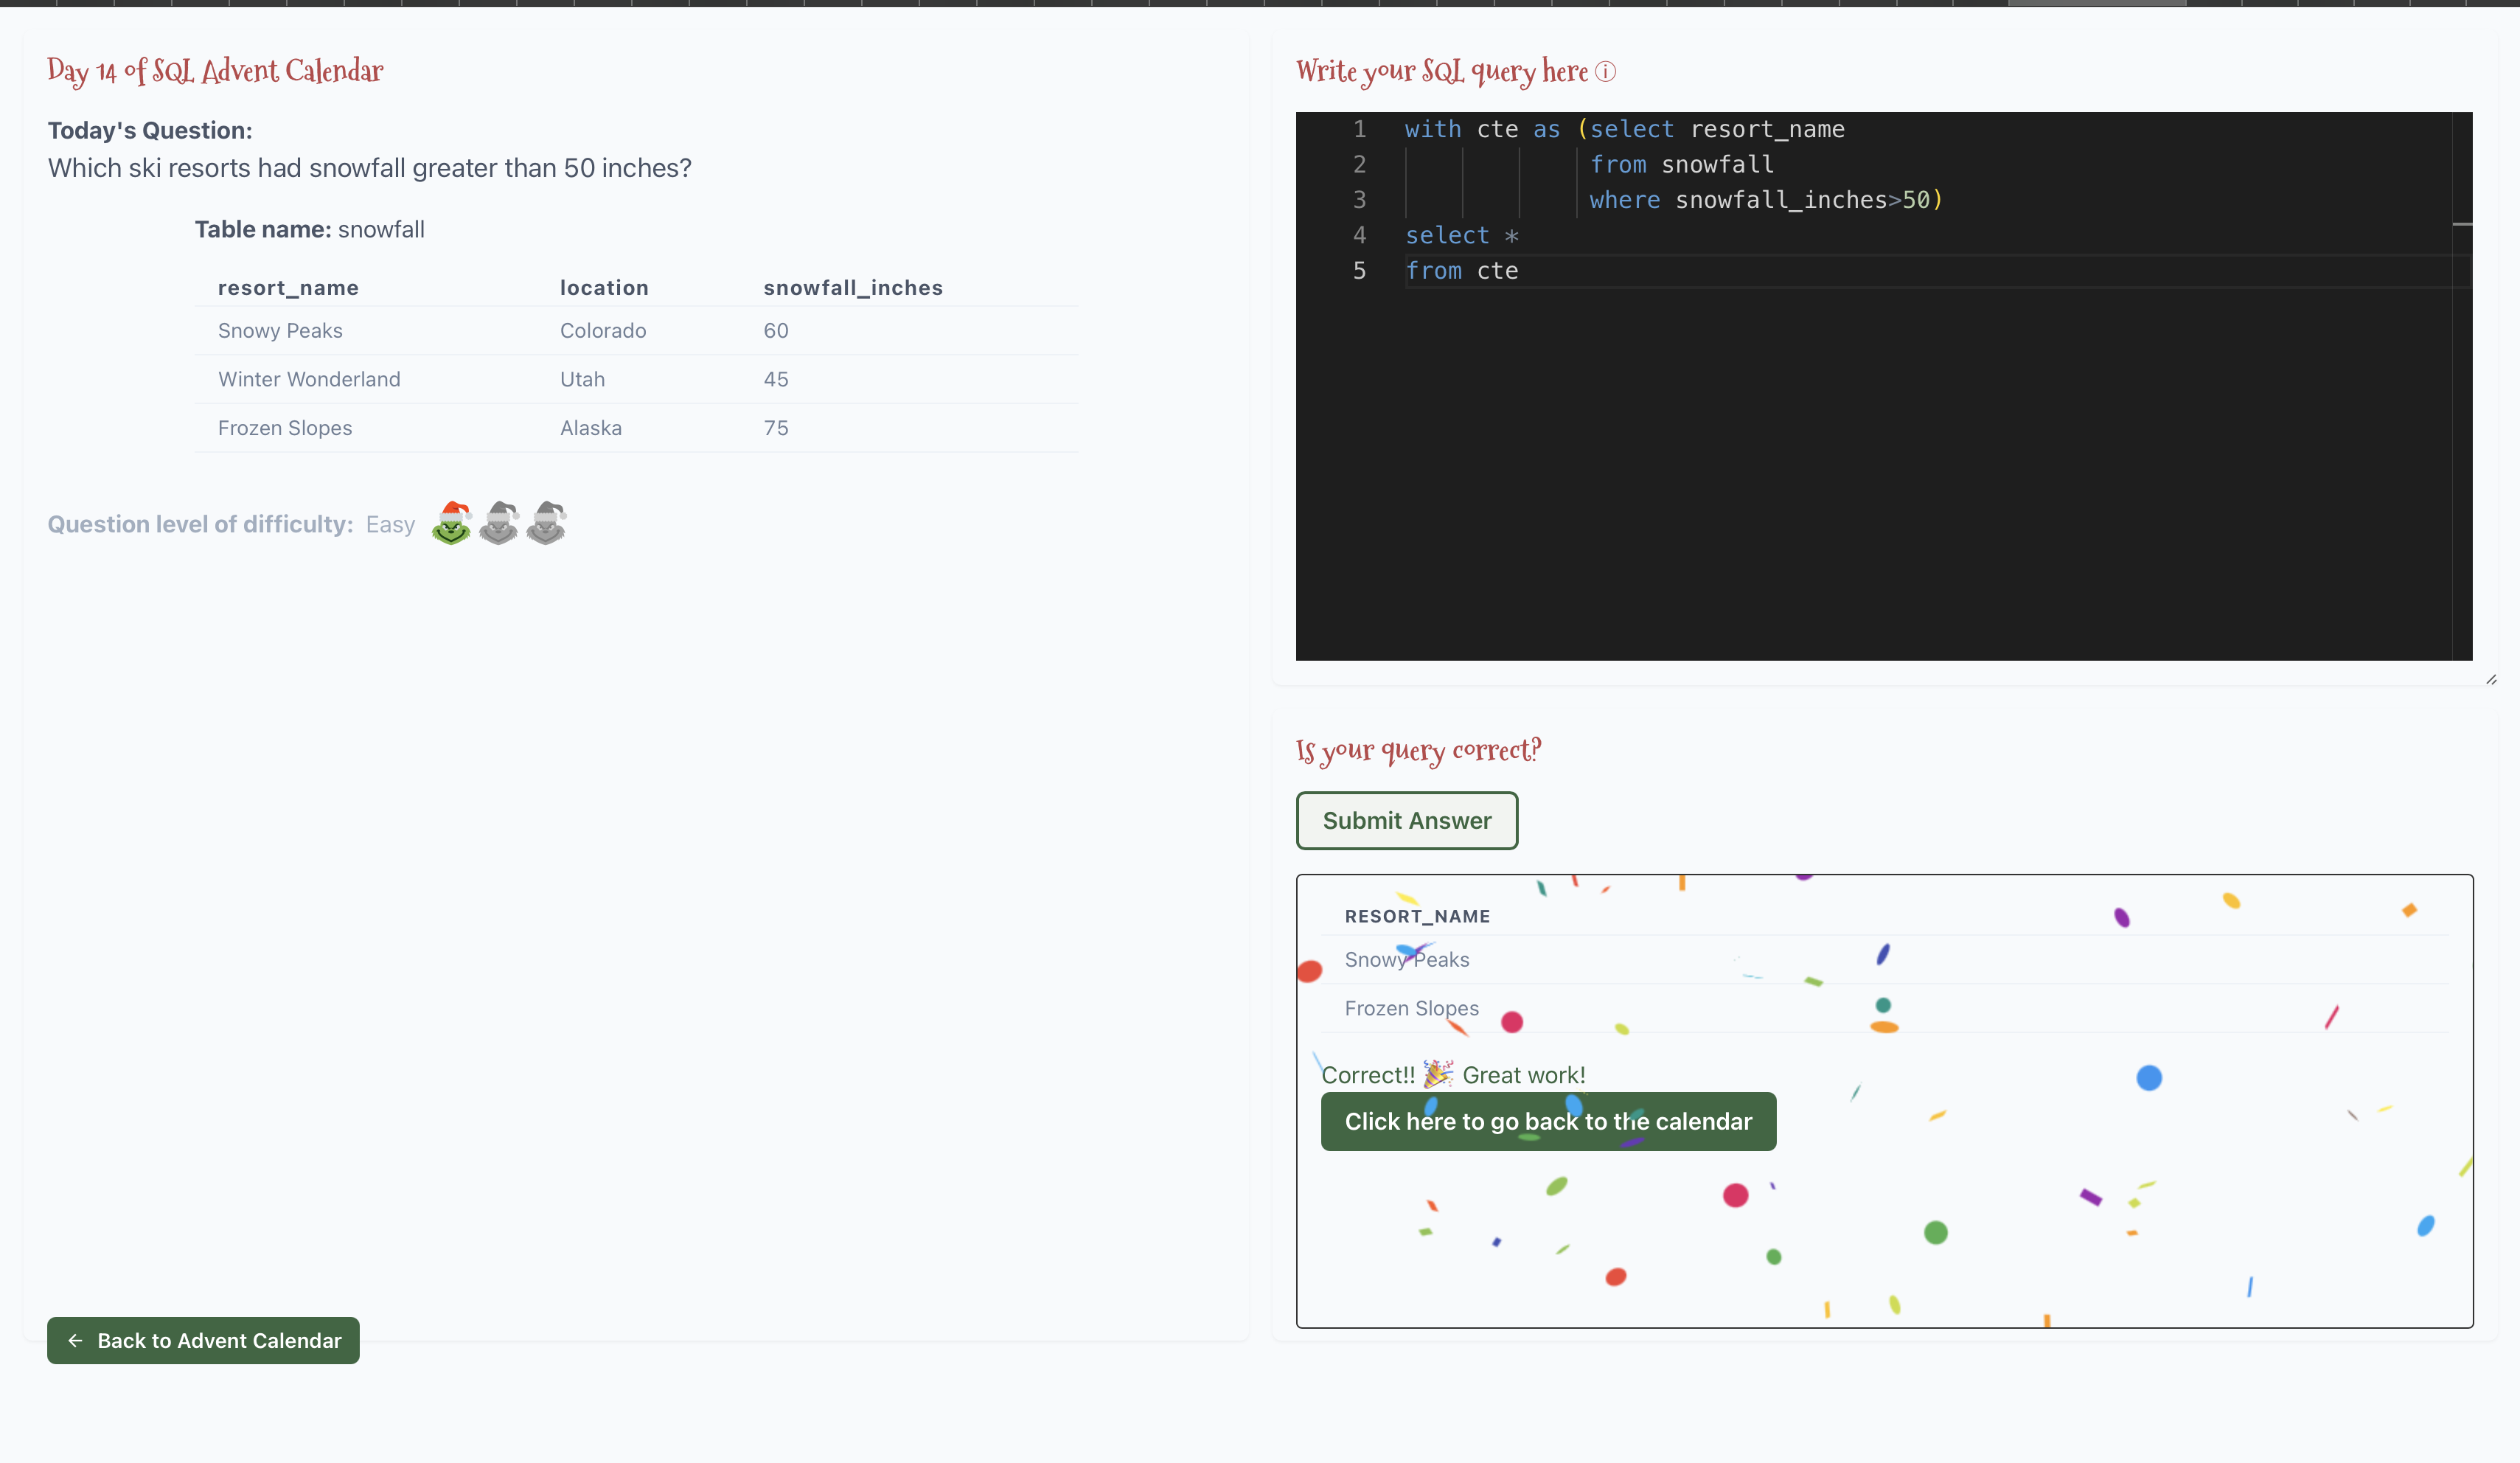 Day 14 of SQL Advent Calendar
Today's Question:
Which ski resorts had snowfall greater than 50 inches?
Table name: snowfall
resort_name location snowfall_inches
Snowy Peaks Colorado 60
Winter Wonderland Utah 45
Frozen Slopes Alaska 75
Question level of difficulty: Easy
← Back to Advent Calendar
Write your SQL query here ⓘ
1 with cte as (select resort_name
2 from snowfall
3 where snowfall_inches>50)
4 select *
5 from cte
Is your query correct?
Submit Answer
RESORT_NAME
Snowy Peaks
Frozen Slopes
Correct!! 🎉 Great work!
Click here to go back to the calendar